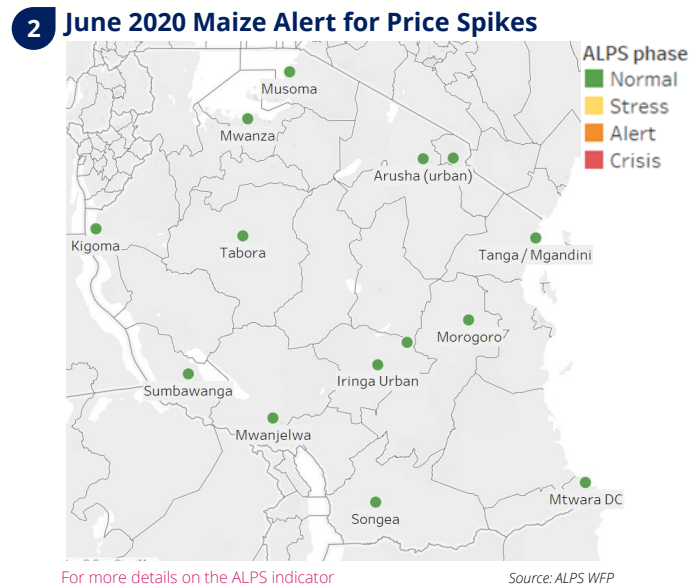 2
June 2020 Maize Alert for Price Spikes
ALPS phase
Normal
Stress
Alert
Crisis
Musoma
Mwanza
Arusha (urban)
Kigoma
Tabora
Tanga / Mgandini
Morogoro
Iringa Urban
Sumbawanga
Mwanjelwa
Mtwara DC
Songea
For more details on the ALPS indicator
Source: ALPS WFP